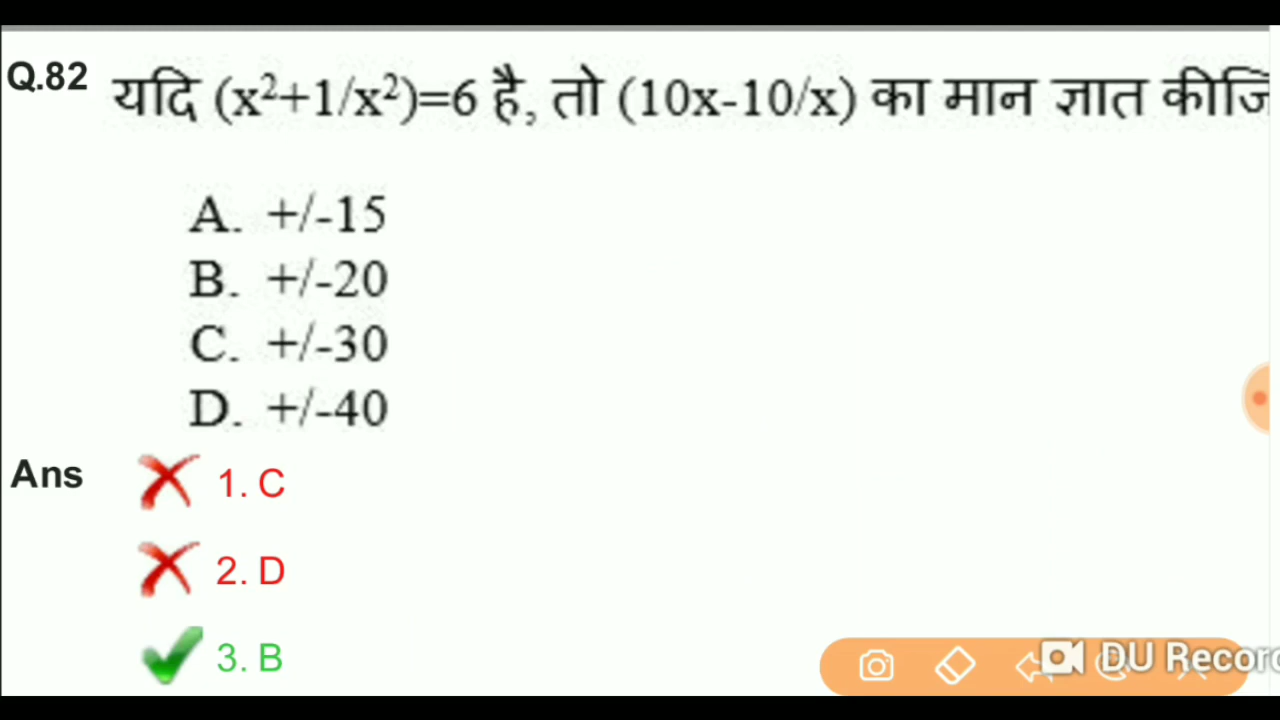 Q.82 यदि (x²+1/x²)=6 है, तो (10x-10/x) का मान ज्ञात कीजि
A. +/-15
B. +/-20
C. +/-30
D. +/-40
Ans 1. C
2. D
3. B
DU Recor